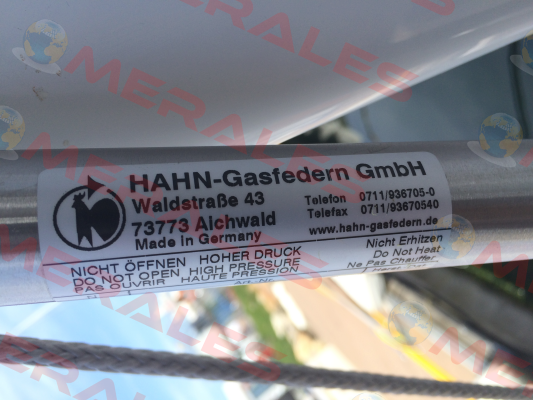 MERALES
HAHN-Gasfedern GmbH
Waldstraße 43
73773 Aichwald
Made in Germany
Telefon 0711/936705-0
Telefax 0711/93670540
www.hahn-gasfedern.de
NICHT ÖFFNEN HOHER DRUCK
DO NOT OPEN HIGH PRESSURE
PAS OUVRIR HAUTE PRESSION
Nicht Erhitzen
Do Not Heat
Ne Pas Chauffer
Art.-Nr.